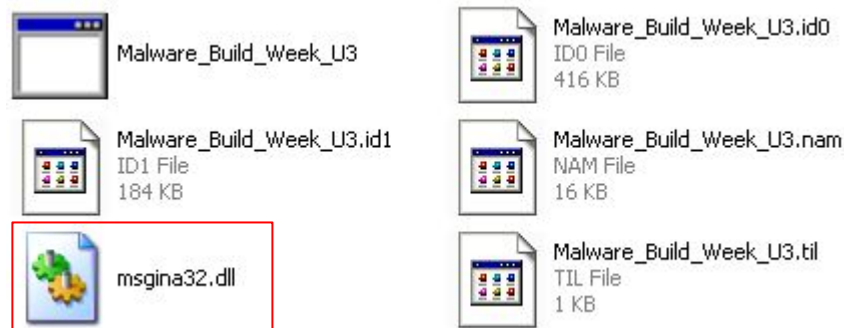 Malware_Build_Week_U3
Malware_Build_Week_U3.id0
ID0 File
416 KB
Malware_Build_Week_U3.id1
ID1 File
184 KB
Malware_Build_Week_U3.nam
NAM File
16 KB
msgina32.dll
Malware_Build_Week_U3.til
TIL File
1 KB